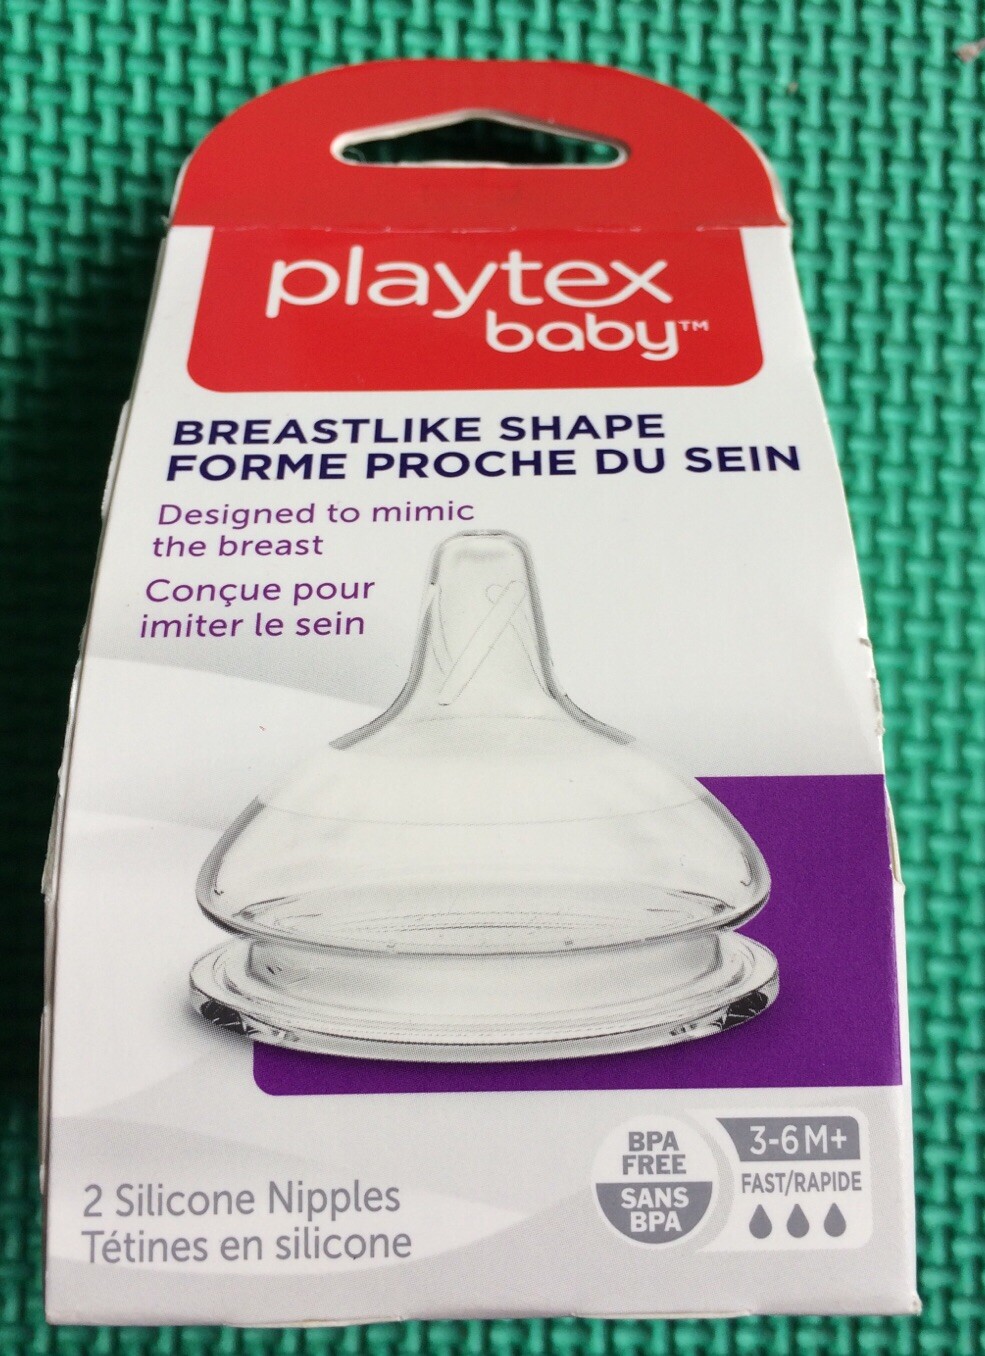 playtex
baby™
BREASTLIKE SHAPE
FORME PROCHE DU SEIN
Designed to mimic
the breast
Conçue pour
imiter le sein
2 Silicone Nipples
Tétines en silicone
BPA
FREE
SANS
BPA
3-6M+
FAST/RAPIDE